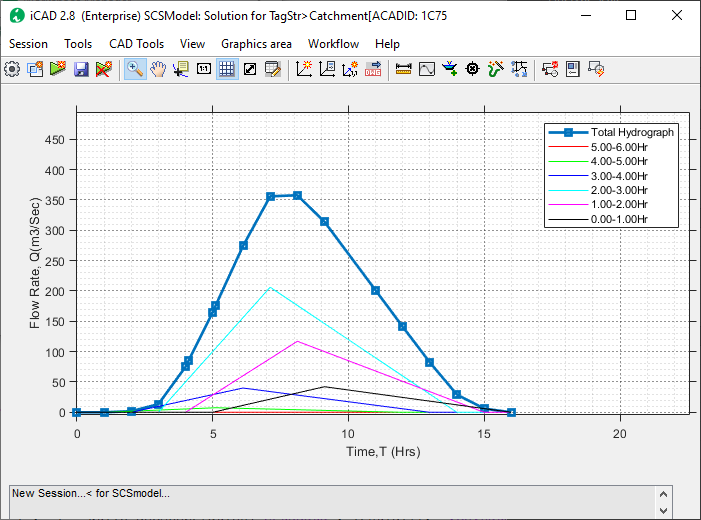 iCAD 2.8 (Enterprise) SCSModel: Solution for TagStr>Catchment[ACADID: 1C75
Session Tools CAD Tools View Graphics area Workflow Help
1:1
Total Hydrograph
5.00-6.00Hr
4.00-5.00Hr
3.00-4.00Hr
2.00-3.00Hr
1.00-2.00Hr
0.00-1.00Hr
450
400
350
300
250
200
150
100
50
0
Flow Rate, Q(m3/Sec)
0 5 10 15 20
Time,T (Hrs)
New Session...< for SCSmodel...